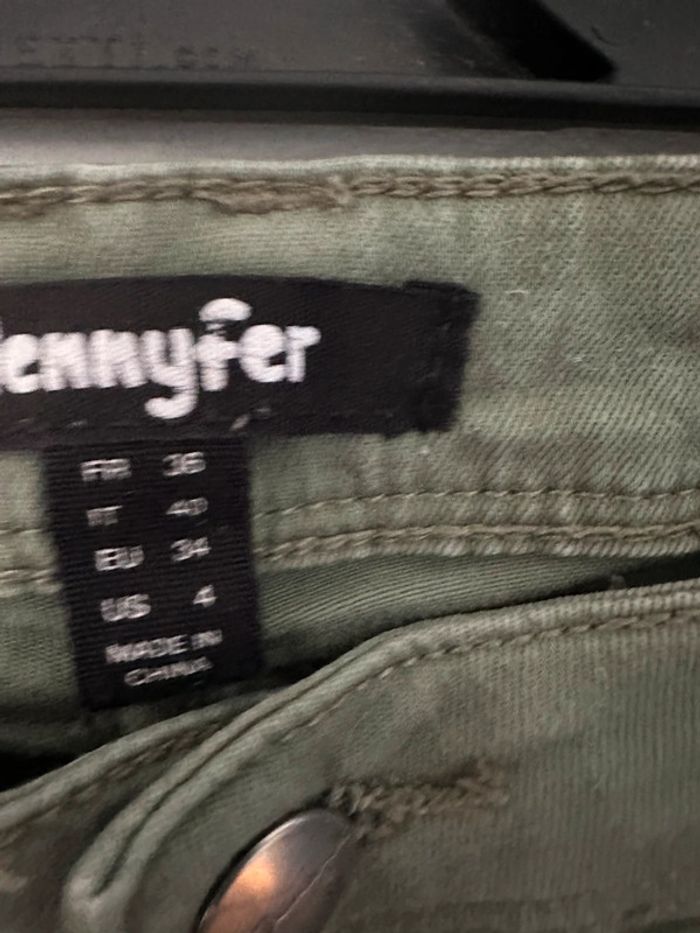 ennyfer
FR 36
IT 40
EU 34
US 4
MADE IN
CHINA